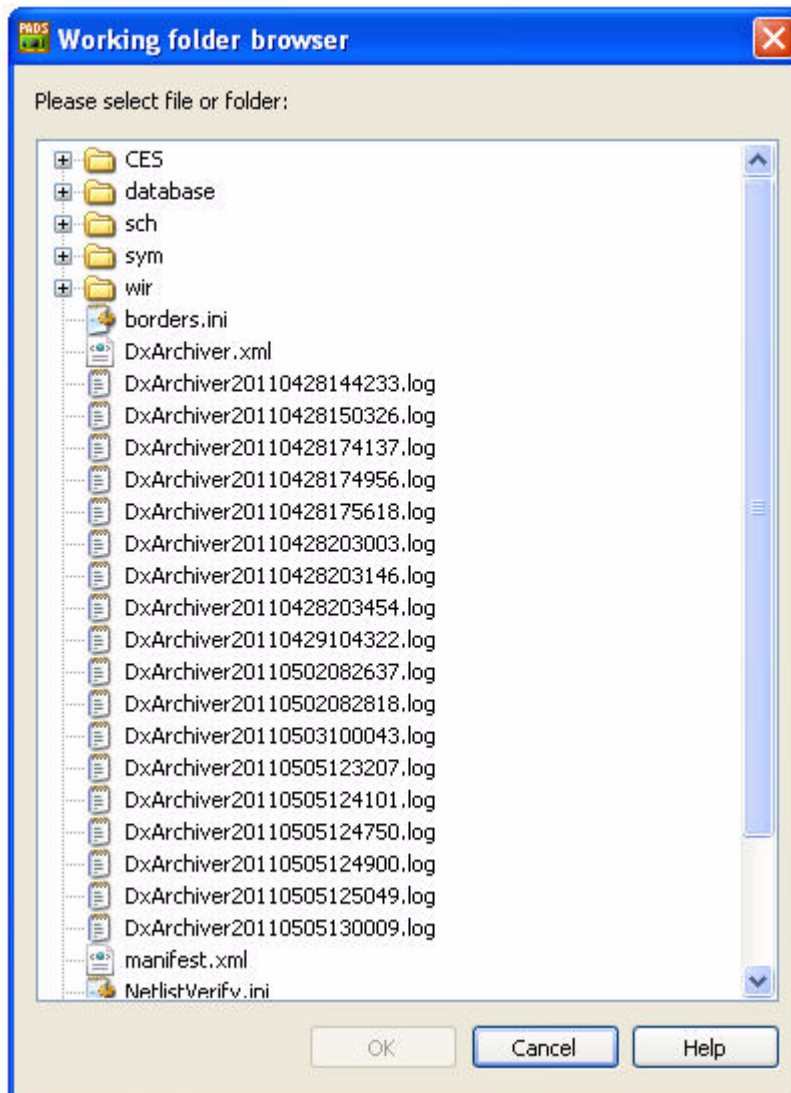 PADS
Working folder browser
Please select file or folder:
CES
database
sch
sym
wir
borders.ini
DxArchiver.xml
DxArchiver20110428144233.log
DxArchiver20110428150326.log
DxArchiver20110428174137.log
DxArchiver20110428174956.log
DxArchiver20110428175618.log
DxArchiver20110428203003.log
DxArchiver20110428203146.log
DxArchiver20110428203454.log
DxArchiver20110429104322.log
DxArchiver20110502082637.log
DxArchiver20110502082818.log
DxArchiver20110503100043.log
DxArchiver20110505123207.log
DxArchiver20110505124101.log
DxArchiver20110505124750.log
DxArchiver20110505124900.log
DxArchiver20110505125049.log
DxArchiver20110505130009.log
manifest.xml
NetlistVerify.ini
OK Cancel Help